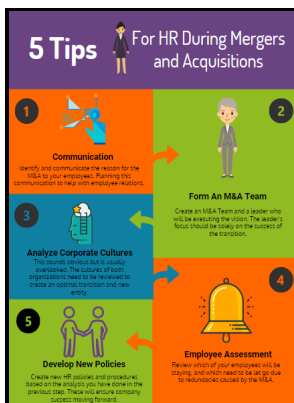 5 Tips
For HR During Mergers
and Acquisitions
1
Communication
Identify and communicate the reason for the
M&A to your employees. Planning this
communication to help with employee relations.
2
Form An M&A Team
Create an M&A Team and a leader who
will be executing the vision. The leader's
focus should be solely on the success of
the transition.
3
Analyze Corporate Cultures
This sounds obvious but is usually
overlooked. The cultures of both
organizations need to be reviewed to
create an optimal transition and new
entity.
4
Employee Assessment
Review which of your employees will be
staying, and which need to be let go due
to redundancies caused by the M&A.
5
Develop New Policies
Create new HR policies and procedures
based on the analysis you have done in the
previous step. These will ensure company
success moving forward.